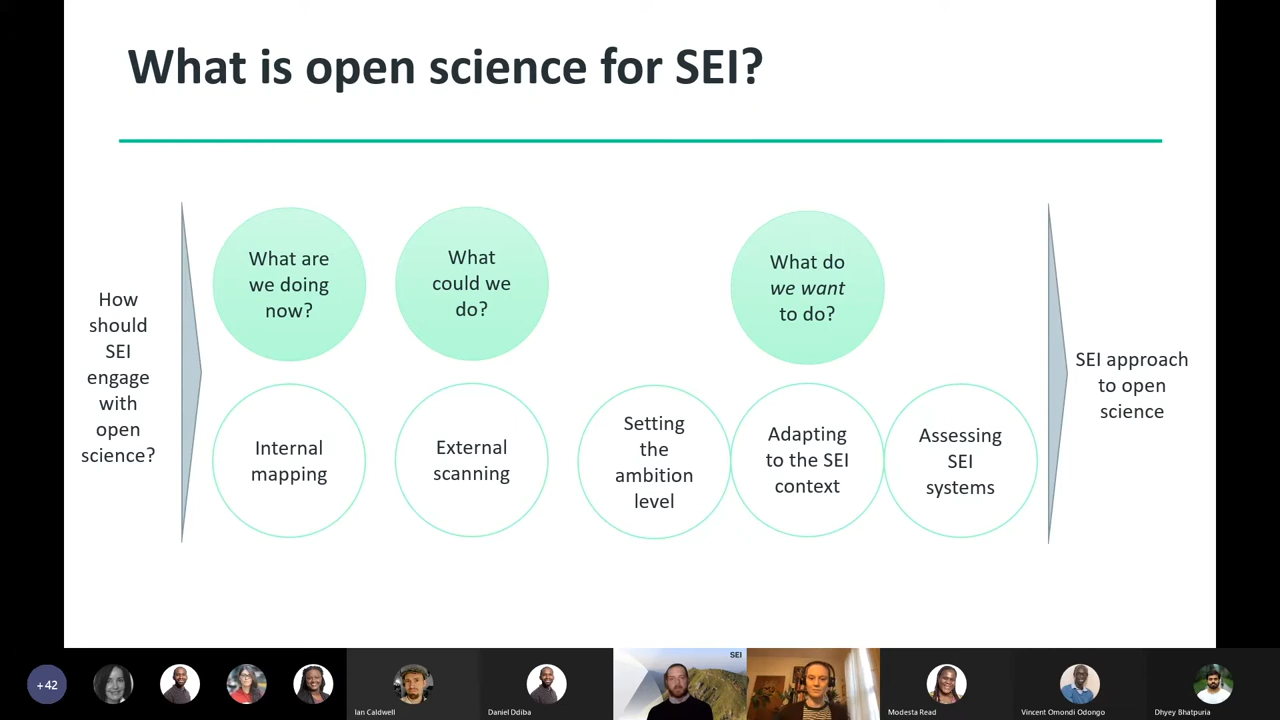 What is open science for SEI?
How
should
SEI
engage
with
open
science?
What are
we doing
now?
What
could we
do?
What do
we want
to do?
Internal
mapping
External
scanning
Setting
the
ambition
level
Adapting
to the SEI
context
Assessing
SEI
systems
SEI approach
to open
science
+42
Ian Caldwell
Daniel Ddiba
SEI
Modesta Read
Vincent Omondi Odongo
Dhyey Bhatpuria